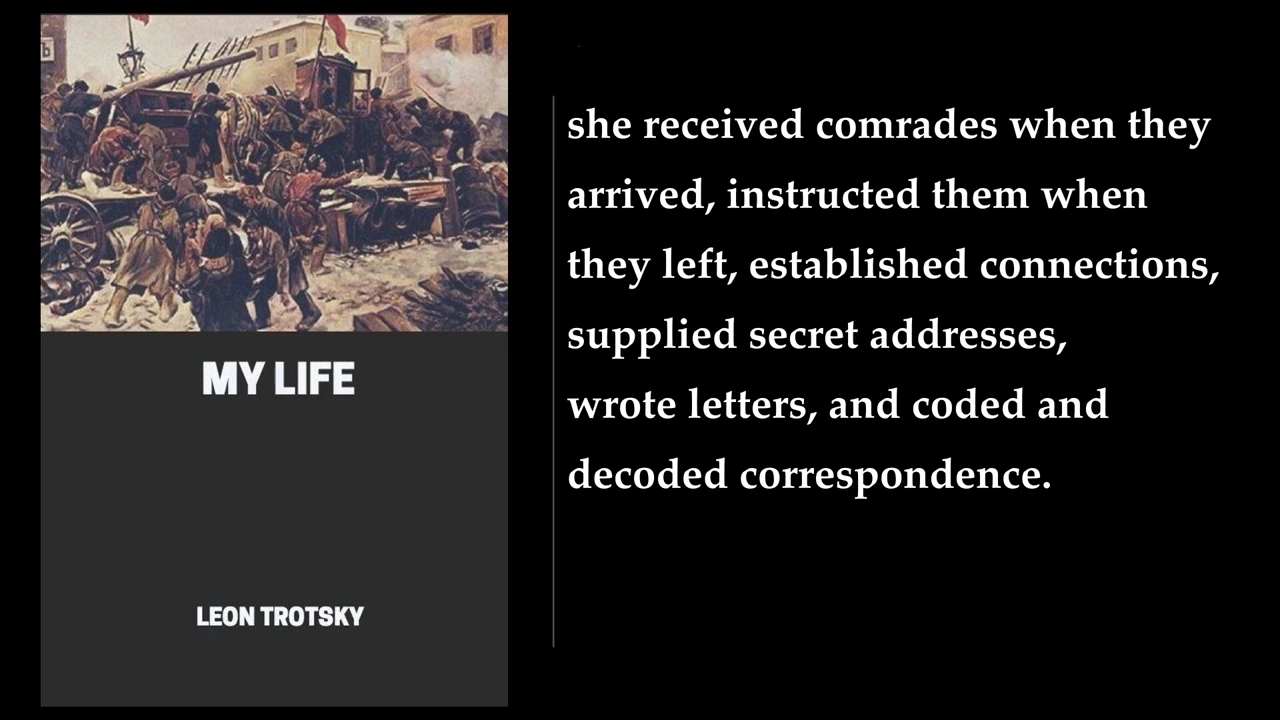 MY LIFE
LEON TROTSKY
she received comrades when they
arrived, instructed them when
they left, established connections,
supplied secret addresses,
wrote letters, and coded and
decoded correspondence.